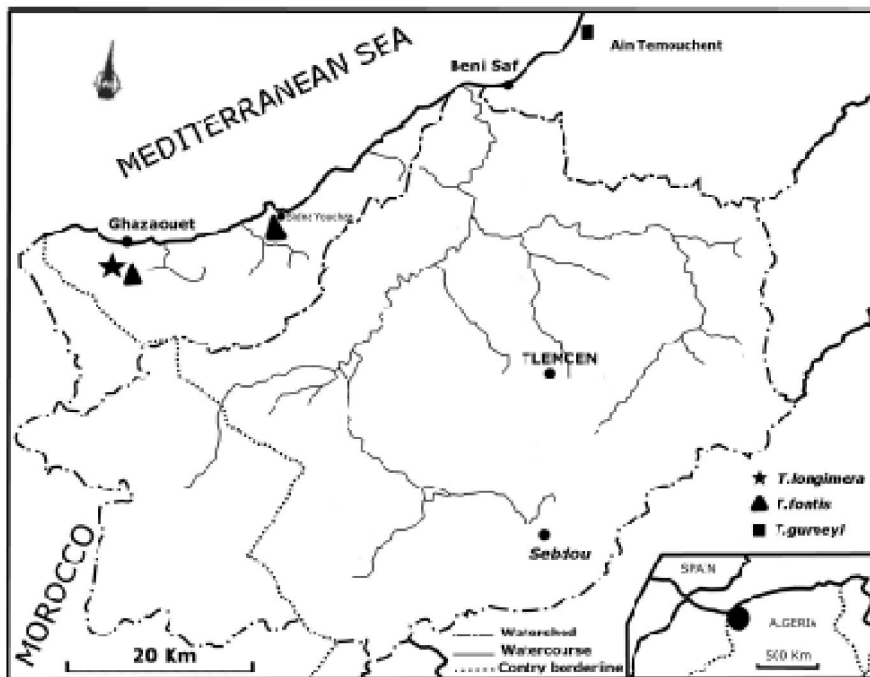 MEDITERRANEAN SEA
Beni Saf
Ain Temouchent
Ghazaouet
TLEMCEN
Sebdou
MOROCCO
T.longimera
T.fontis
T.gurneyi
20 Km
Watershed
Watercourse
Contry borderline
SPAIN
ALGERIA
500 Km